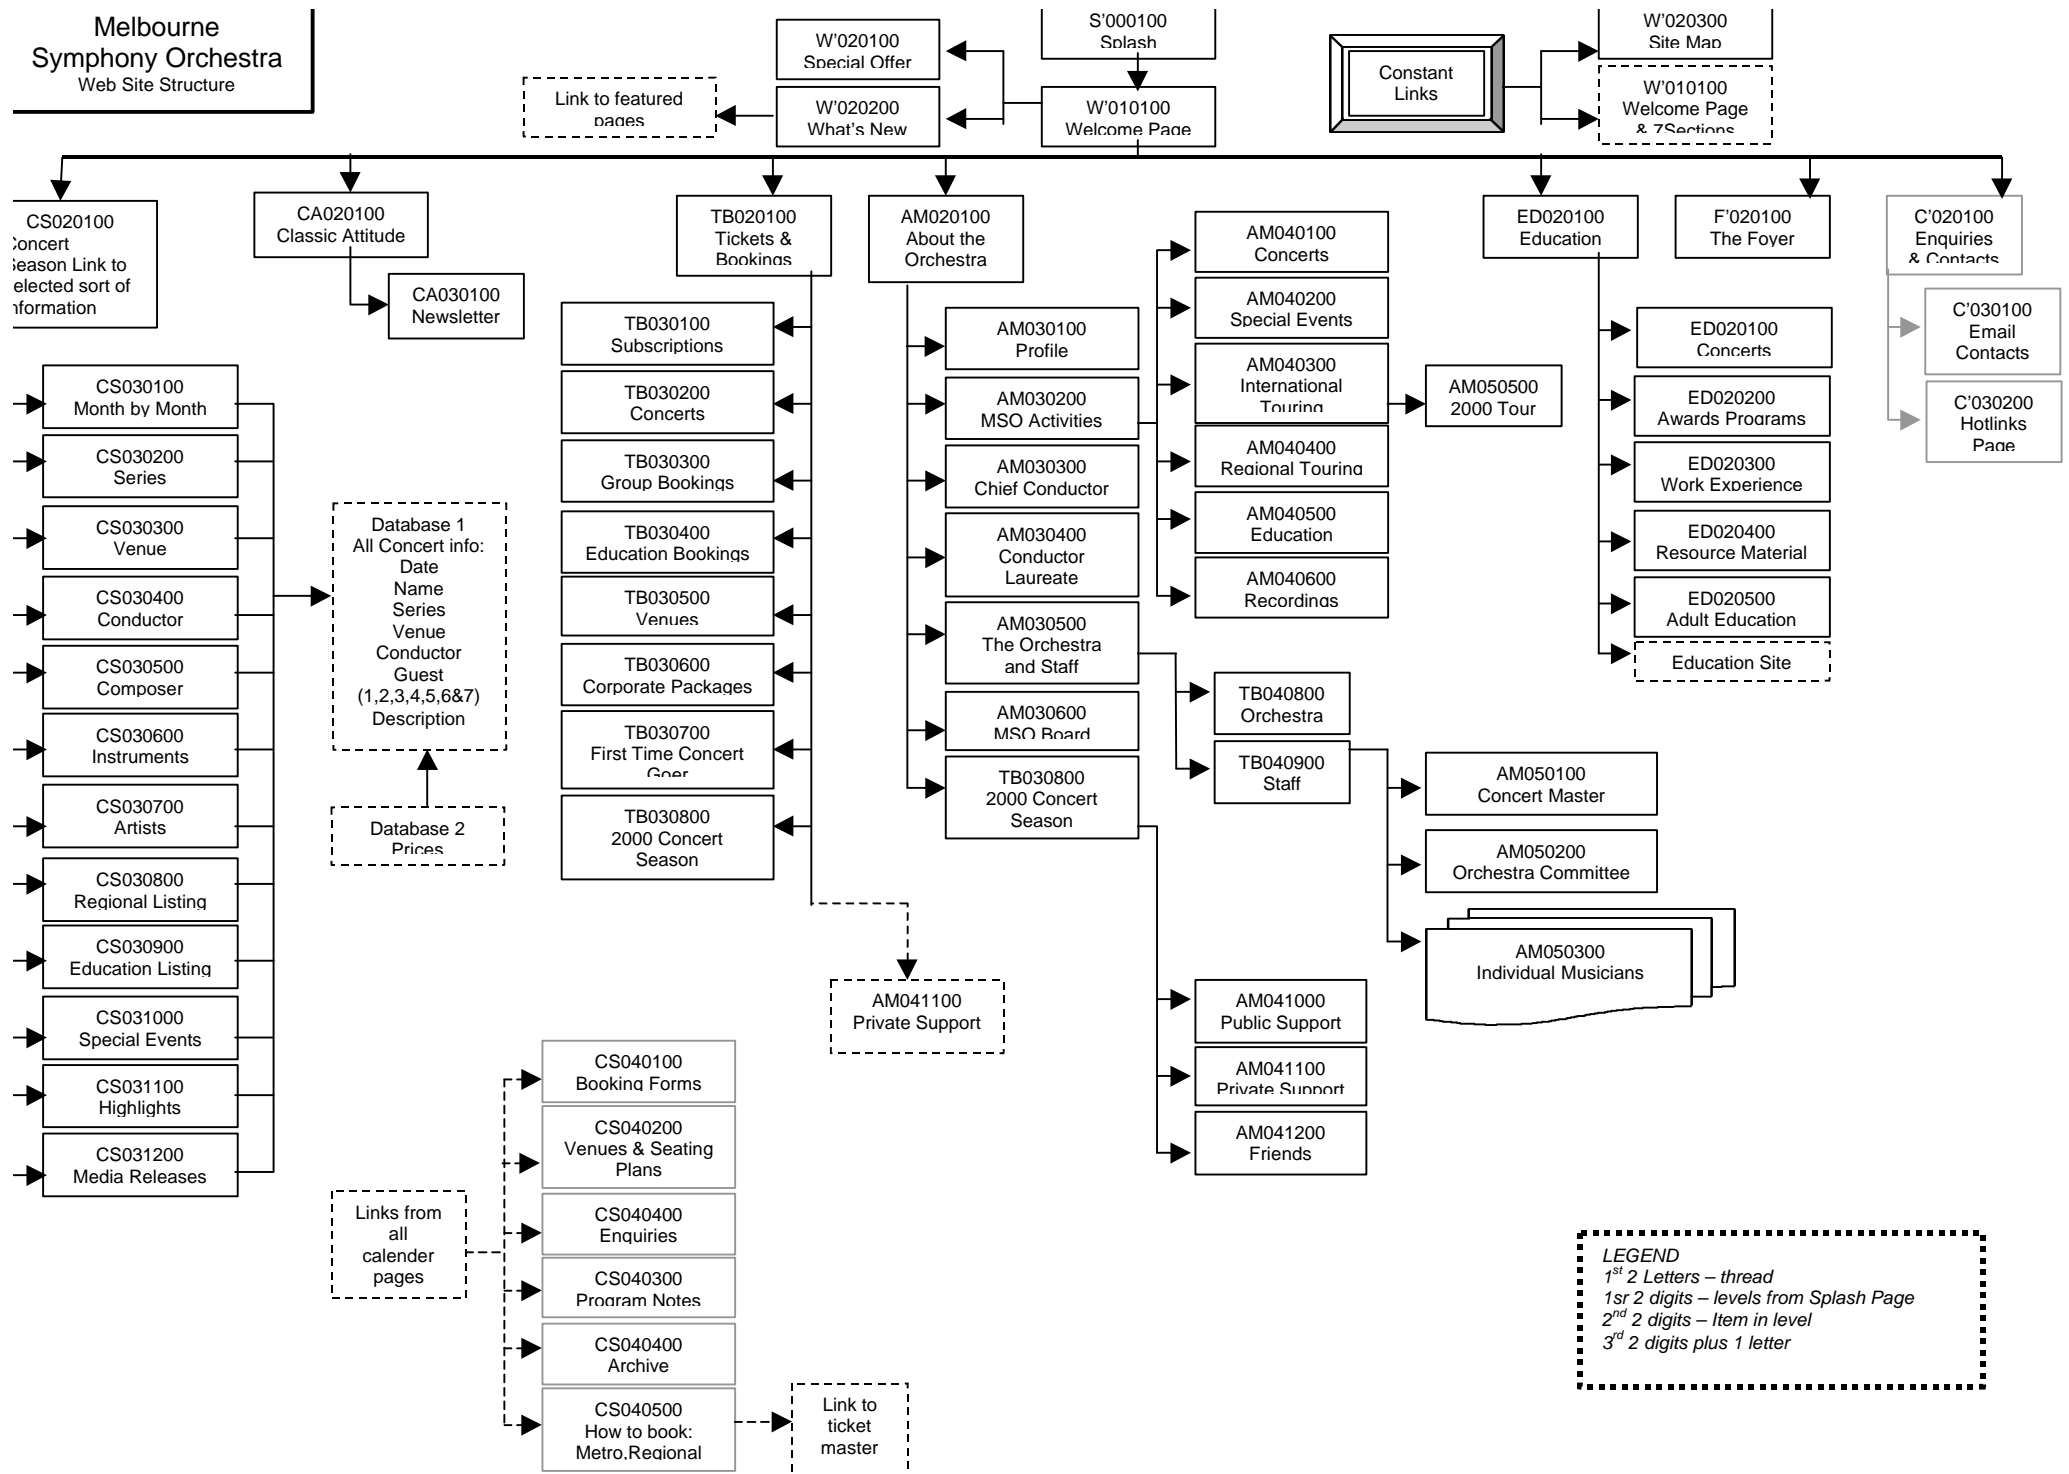 Melbourne
Symphony Orchestra
Web Site Structure
W'020100
Special Offer
S'000100
Splash
Link to featured
pages
W'020200
What's New
W'010100
Welcome Page
Constant
Links
W'020300
Site Map
W'010100
Welcome Page
& 7Sections
CS020100
Concert
Season Link to
elected sort of
nformation
CA020100
Classic Attitude
CA030100
Newsletter
TB020100
Tickets &
Bookings
AM020100
About the
Orchestra
ED020100
Education
F'020100
The Foyer
C'020100
Enquiries
& Contacts
C'030100
Email
Contacts
C'030200
Hotlinks
Page
CS030100
Month by Month
CS030200
Series
CS030300
Venue
CS030400
Conductor
CS030500
Composer
CS030600
Instruments
CS030700
Artists
CS030800
Regional Listing
CS030900
Education Listing
CS031000
Special Events
CS031100
Highlights
CS031200
Media Releases
Database 1
All Concert info:
Date
Name
Series
Venue
Conductor
Guest
(1,2,3,4,5,6&7)
Description
Database 2
Prices
TB030100
Subscriptions
TB030200
Concerts
TB030300
Group Bookings
TB030400
Education Bookings
TB030500
Venues
TB030600
Corporate Packages
TB030700
First Time Concert
Goer
TB030800
2000 Concert
Season
AM041100
Private Support
AM030100
Profile
AM030200
MSO Activities
AM030300
Chief Conductor
AM030400
Conductor
Laureate
AM030500
The Orchestra
and Staff
AM030600
MSO Board
TB030800
2000 Concert
Season
AM040100
Concerts
AM040200
Special Events
AM040300
International
Touring
AM040400
Regional Touring
AM040500
Education
AM040600
Recordings
AM050500
2000 Tour
TB040800
Orchestra
TB040900
Staff
AM050100
Concert Master
AM050200
Orchestra Committee
AM050300
Individual Musicians
AM041000
Public Support
AM041100
Private Support
AM041200
Friends
ED020100
Concerts
ED020200
Awards Programs
ED020300
Work Experience
ED020400
Resource Material
ED020500
Adult Education
Education Site
Links from
all
calender
pages
CS040100
Booking Forms
CS040200
Venues & Seating
Plans
CS040400
Enquiries
CS040300
Program Notes
CS040400
Archive
CS040500
How to book:
Metro,Regional
Link to
ticket
master
LEGEND
1st 2 Letters – thread
1sr 2 digits – levels from Splash Page
2nd 2 digits – Item in level
3rd 2 digits plus 1 letter